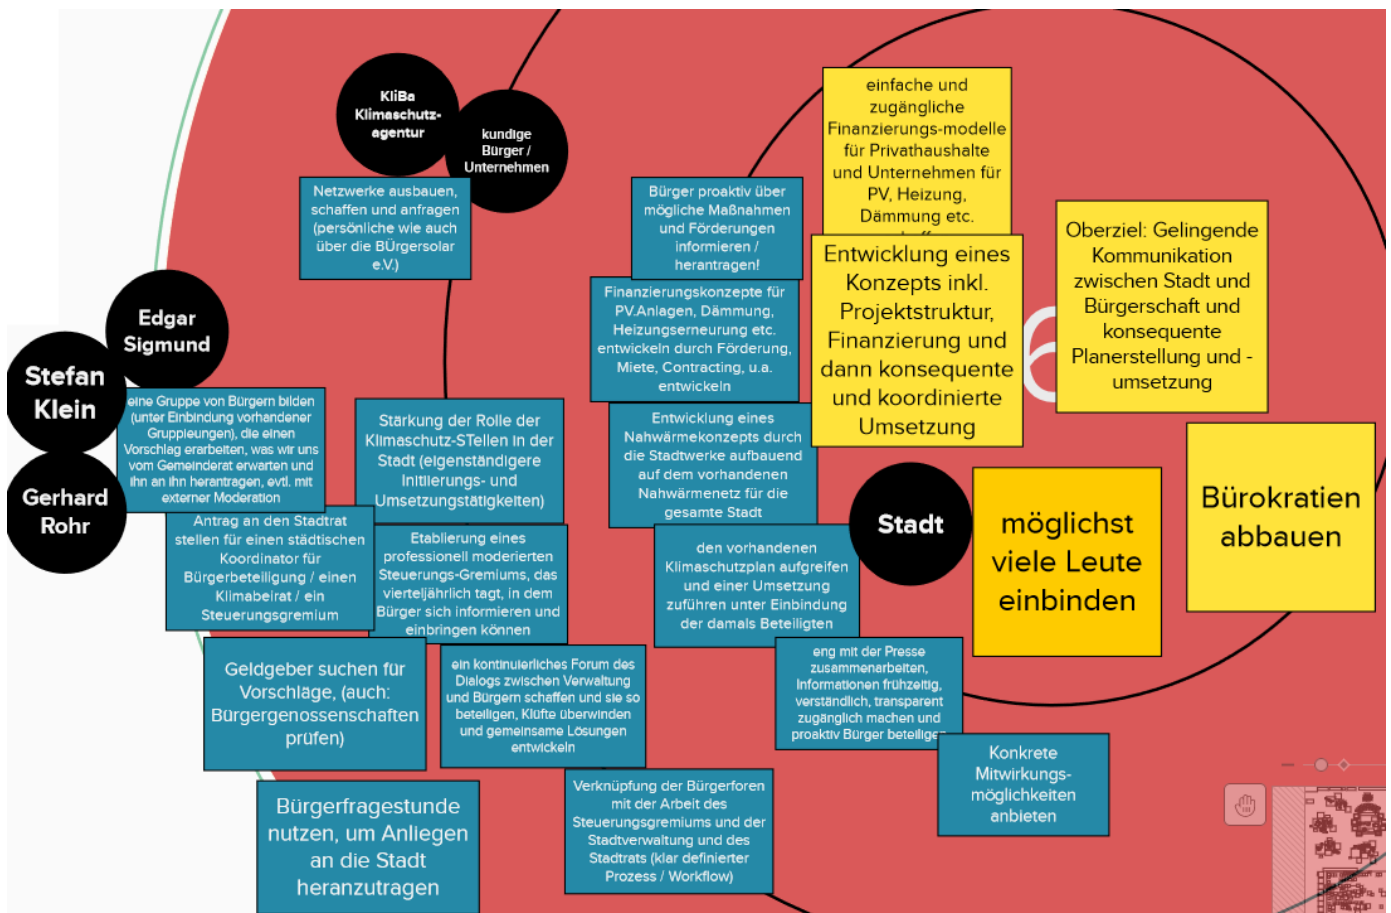 KliBa
Klimaschutz-
agentur
kundige
Bürger /
Unternehmen
Netzwerke ausbauen,
schaffen und anfragen
(persönliche wie auch
über die BÜrgersolar
e.V.)
Bürger proaktiv über
mögliche Maßnahmen
und Förderungen
informieren /
herantragen!
einfache und
zugängliche
Finanzierungs-modelle
für Privathaushalte
und Unternehmen für
PV, Heizung,
Dämmung etc.
Entwicklung eines
Konzepts inkl.
Projektstruktur,
Finanzierung und
dann konsequente
und koordinierte
Umsetzung
Oberziel: Gelingende
Kommunikation
zwischen Stadt und
Bürgerschaft und
konsequente
Planerstellung und -
umsetzung
Finanzierungskonzepte für
PV.Anlagen, Dämmung,
Heizungserneurung etc.
entwickeln durch Förderung,
Miete, Contracting, u.a.
entwickeln
Edgar
Sigmund
Stefan
Klein
Gerhard
Rohr
eine Gruppe von Bürgern bilden
(unter Einbindung vorhandener
Gruppieungen), die einen
Vorschlag erarbeiten, was wir uns
vom Gemeinderat erwarten und
ihn an ihn herantragen, evtl. mit
externer Moderation
Stärkung der Rolle der
Klimaschutz-STellen in der
Stadt (eigenständigere
Initiierungs- und
Umsetzungstätigkeiten)
Entwicklung eines
Nahwärmekonzepts durch
die Stadtwerke aufbauend
auf dem vorhandenen
Nahwärmenetz für die
gesamte Stadt
Stadt
möglichst
viele Leute
einbinden
Bürokratien
abbauen
Antrag an den Stadtrat
stellen für einen städtischen
Koordinator für
Bürgerbeteiligung / einen
Klimabeirat / ein
Steuerungsgremium
Etablierung eines
professionell moderierten
Steuerungs-Gremiums, das
vierteljährlich tagt, in dem
Bürger sich informieren und
einbringen können
den vorhandenen
Klimaschutzplan aufgreifen
und einer Umsetzung
zuführen unter Einbindung
der damals Beteiligten
Geldgeber suchen für
Vorschläge, (auch:
Bürgergenossenschaften
prüfen)
ein kontinuierliches Forum des
Dialogs zwischen Verwaltung
und Bürgern schaffen und sie so
beteiligen, Klüfte überwinden
und gemeinsame Lösungen
entwickeln
eng mit der Presse
zusammenarbeiten,
Informationen frühzeitig,
verständlich, transparent
zugänglich machen und
proaktiv Bürger beteiligen
Konkrete
Mitwirkungs-
möglichkeiten
anbieten
Bürgerfragestunde
nutzen, um Anliegen
an die Stadt
heranzutragen
Verknüpfung der Bürgerforen
mit der Arbeit des
Steuerungsgremiums und der
Stadtverwaltung und des
Stadtrats (klar definierter
Prozess / Workflow)